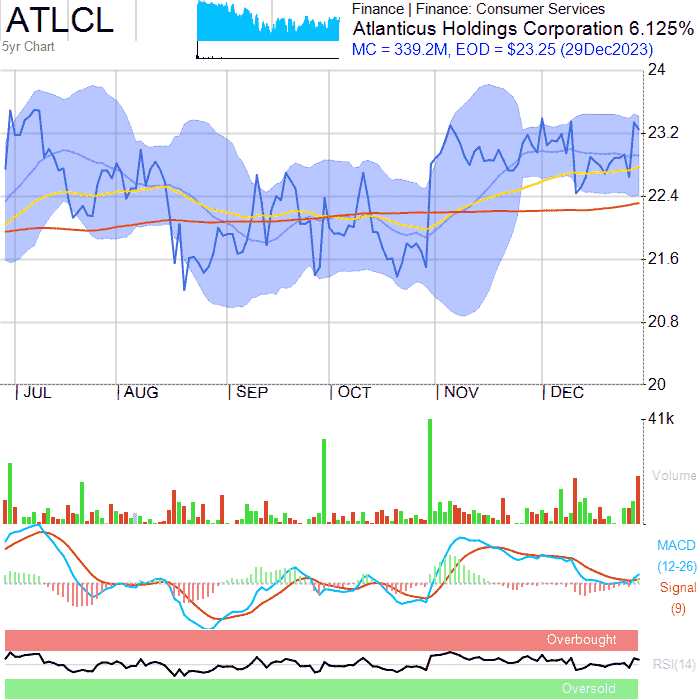 ATLCL
5yr Chart
Finance | Finance: Consumer Services
Atlanticus Holdings Corporation 6.125%
MC = 339.2M, EOD = $23.25 (29Dec2023)
24
23.2
22.4
21.6
20.8
20
JUL AUG SEP OCT NOV DEC
41k
Volume
MACD
(12-26)
Signal
(9)
Overbought
RSI(14)
Oversold